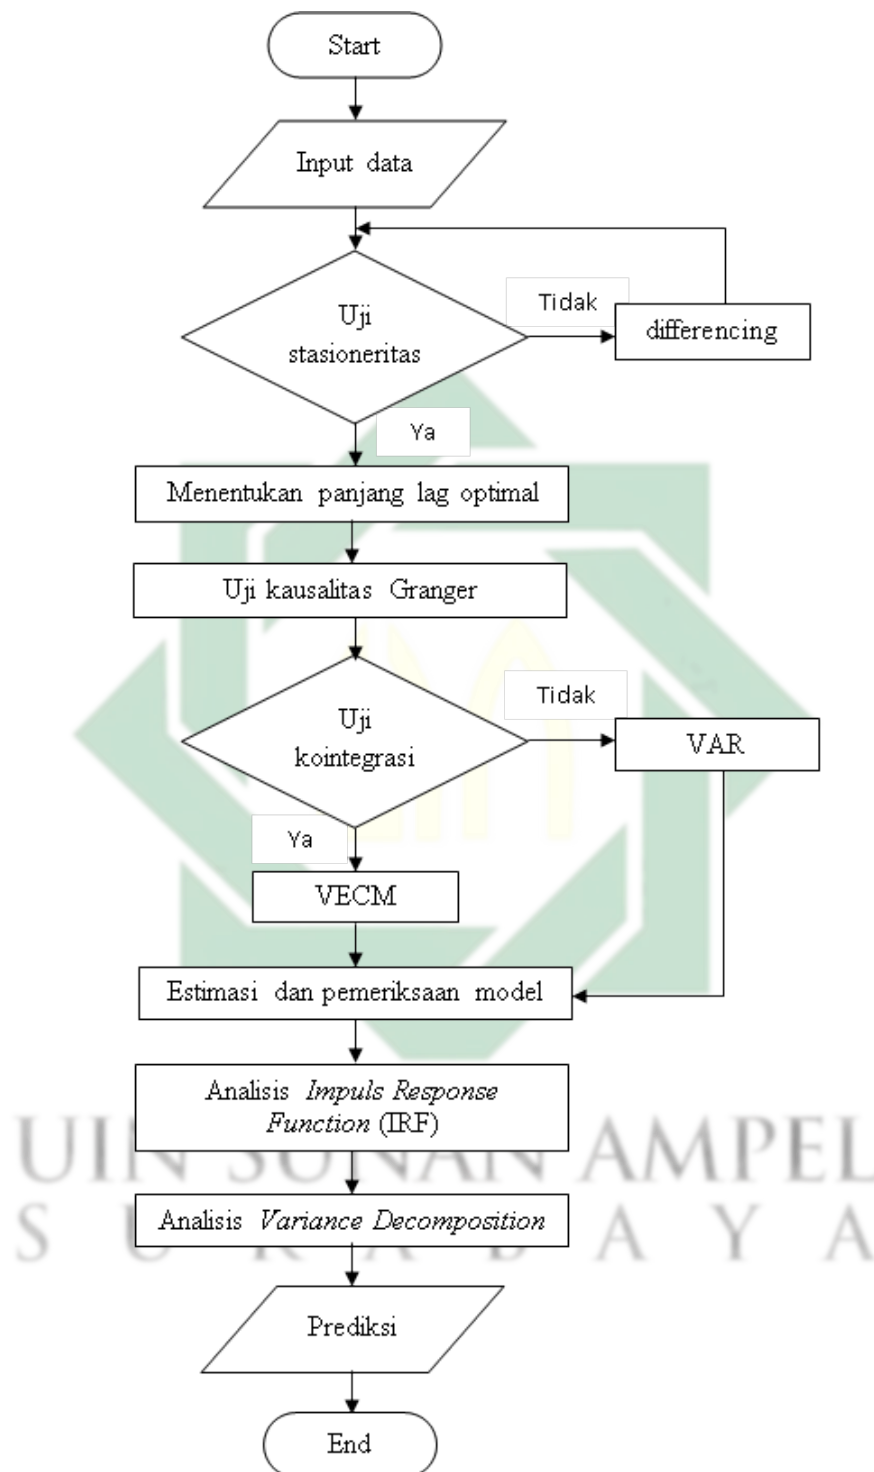 Start
Input data
Uji
stasioneritas
Tidak
differencing
Ya
Menentukan panjang lag optimal
Uji kausalitas Granger
Uji
kointegrasi
Tidak
VAR
Ya
VECM
Estimasi dan pemeriksaan model
Analisis Impuls Response
Function (IRF)
UIN SUNAN AMPEL
Analisis Variance Decomposition
S U R A B A Y A
Prediksi
End